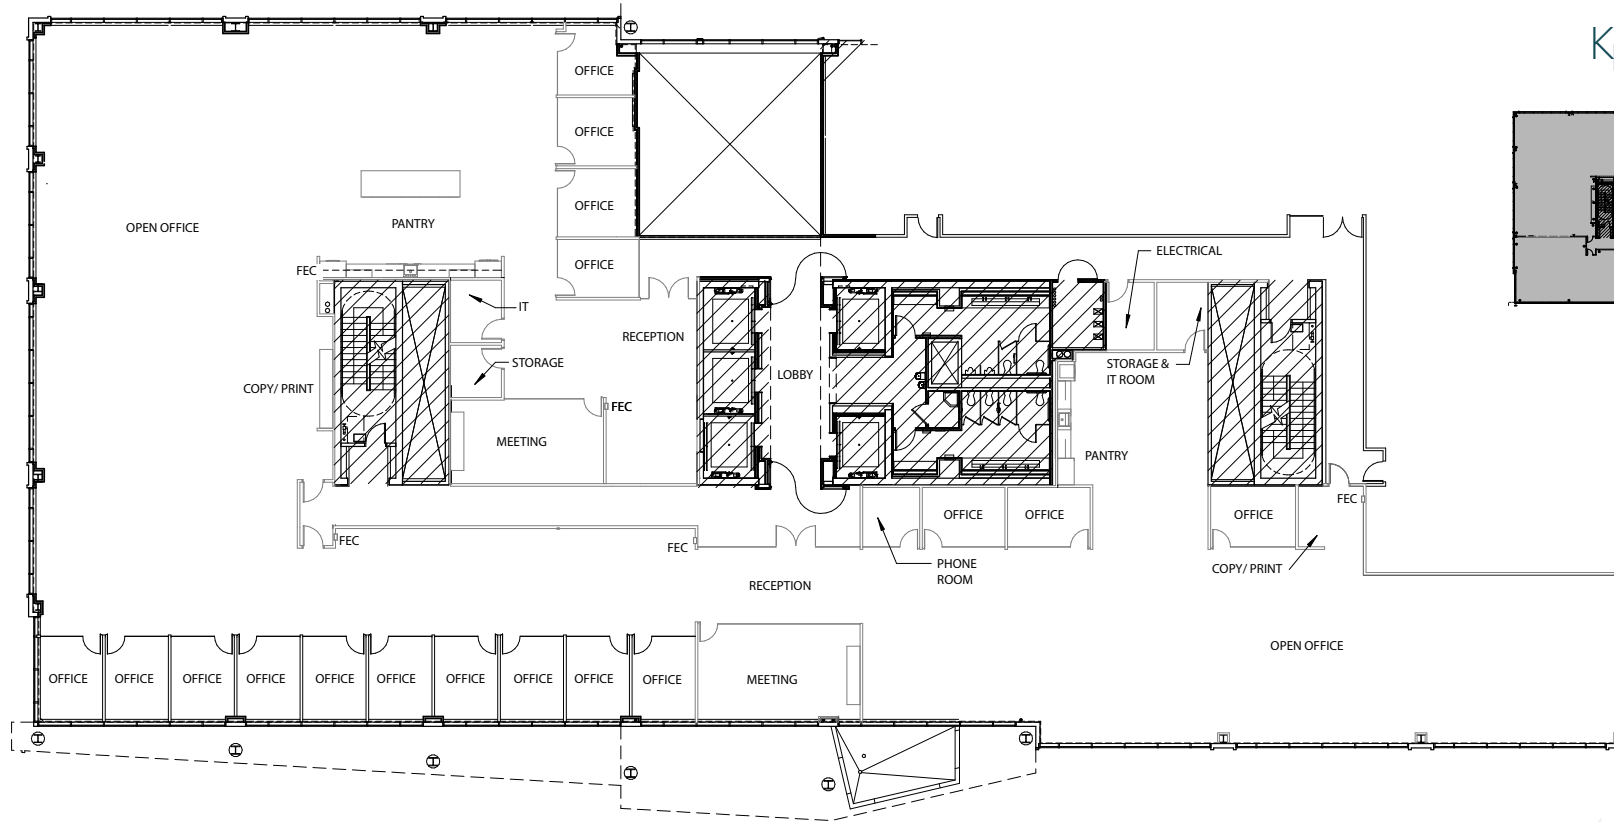 K
OFFICE
OFFICE
OFFICE
OPEN OFFICE
PANTRY
ELECTRICAL
OFFICE
FEC
IT
RECEPTION
STORAGE
LOBBY
STORAGE &
IT ROOM
COPY/ PRINT
FEC
MEETING
PANTRY
FEC
OFFICE
OFFICE
OFFICE
FEC
FEC
PHONE
ROOM
COPY/ PRINT
RECEPTION
OPEN OFFICE
OFFICE
OFFICE
OFFICE
OFFICE
OFFICE
OFFICE
OFFICE
OFFICE
OFFICE
OFFICE
MEETING